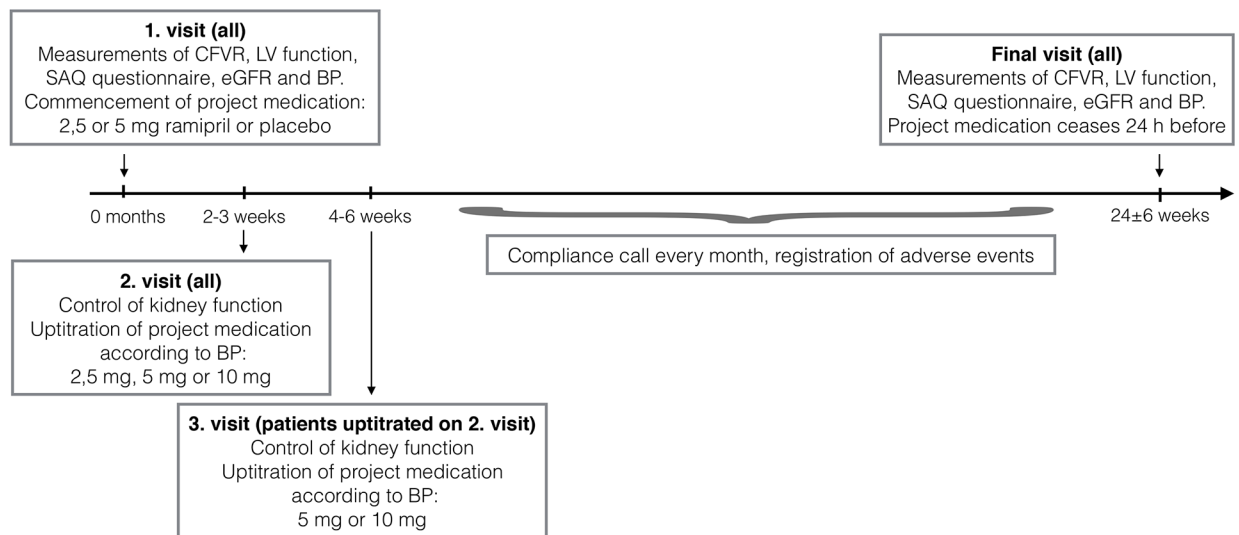 1. visit (all)
Measurements of CFVR, LV function,
SAQ questionnaire, eGFR and BP.
Commencement of project medication:
2,5 or 5 mg ramipril or placebo
Final visit (all)
Measurements of CFVR, LV function,
SAQ questionnaire, eGFR and BP.
Project medication ceases 24 h before
0 months
2-3 weeks
4-6 weeks
24±6 weeks
Compliance call every month, registration of adverse events
2. visit (all)
Control of kidney function
Uptitration of project medication
according to BP:
2,5 mg, 5 mg or 10 mg
3. visit (patients uptitrated on 2. visit)
Control of kidney function
Uptitration of project medication
according to BP:
5 mg or 10 mg